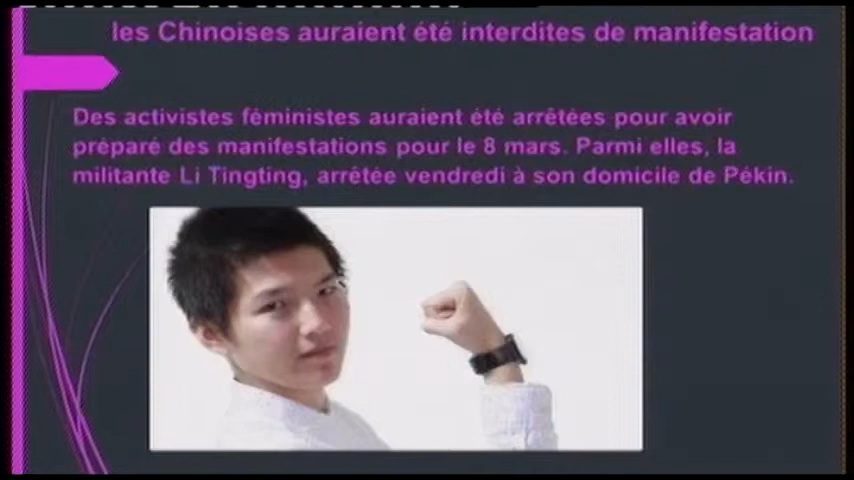 les Chinoises auraient été interdites de manifestation
Des activistes féministes auraient été arrêtées pour avoir
préparé des manifestations pour le 8 mars. Parmi elles, la
militante Li Tingting, arrêtée vendredi à son domicile de Pékin.